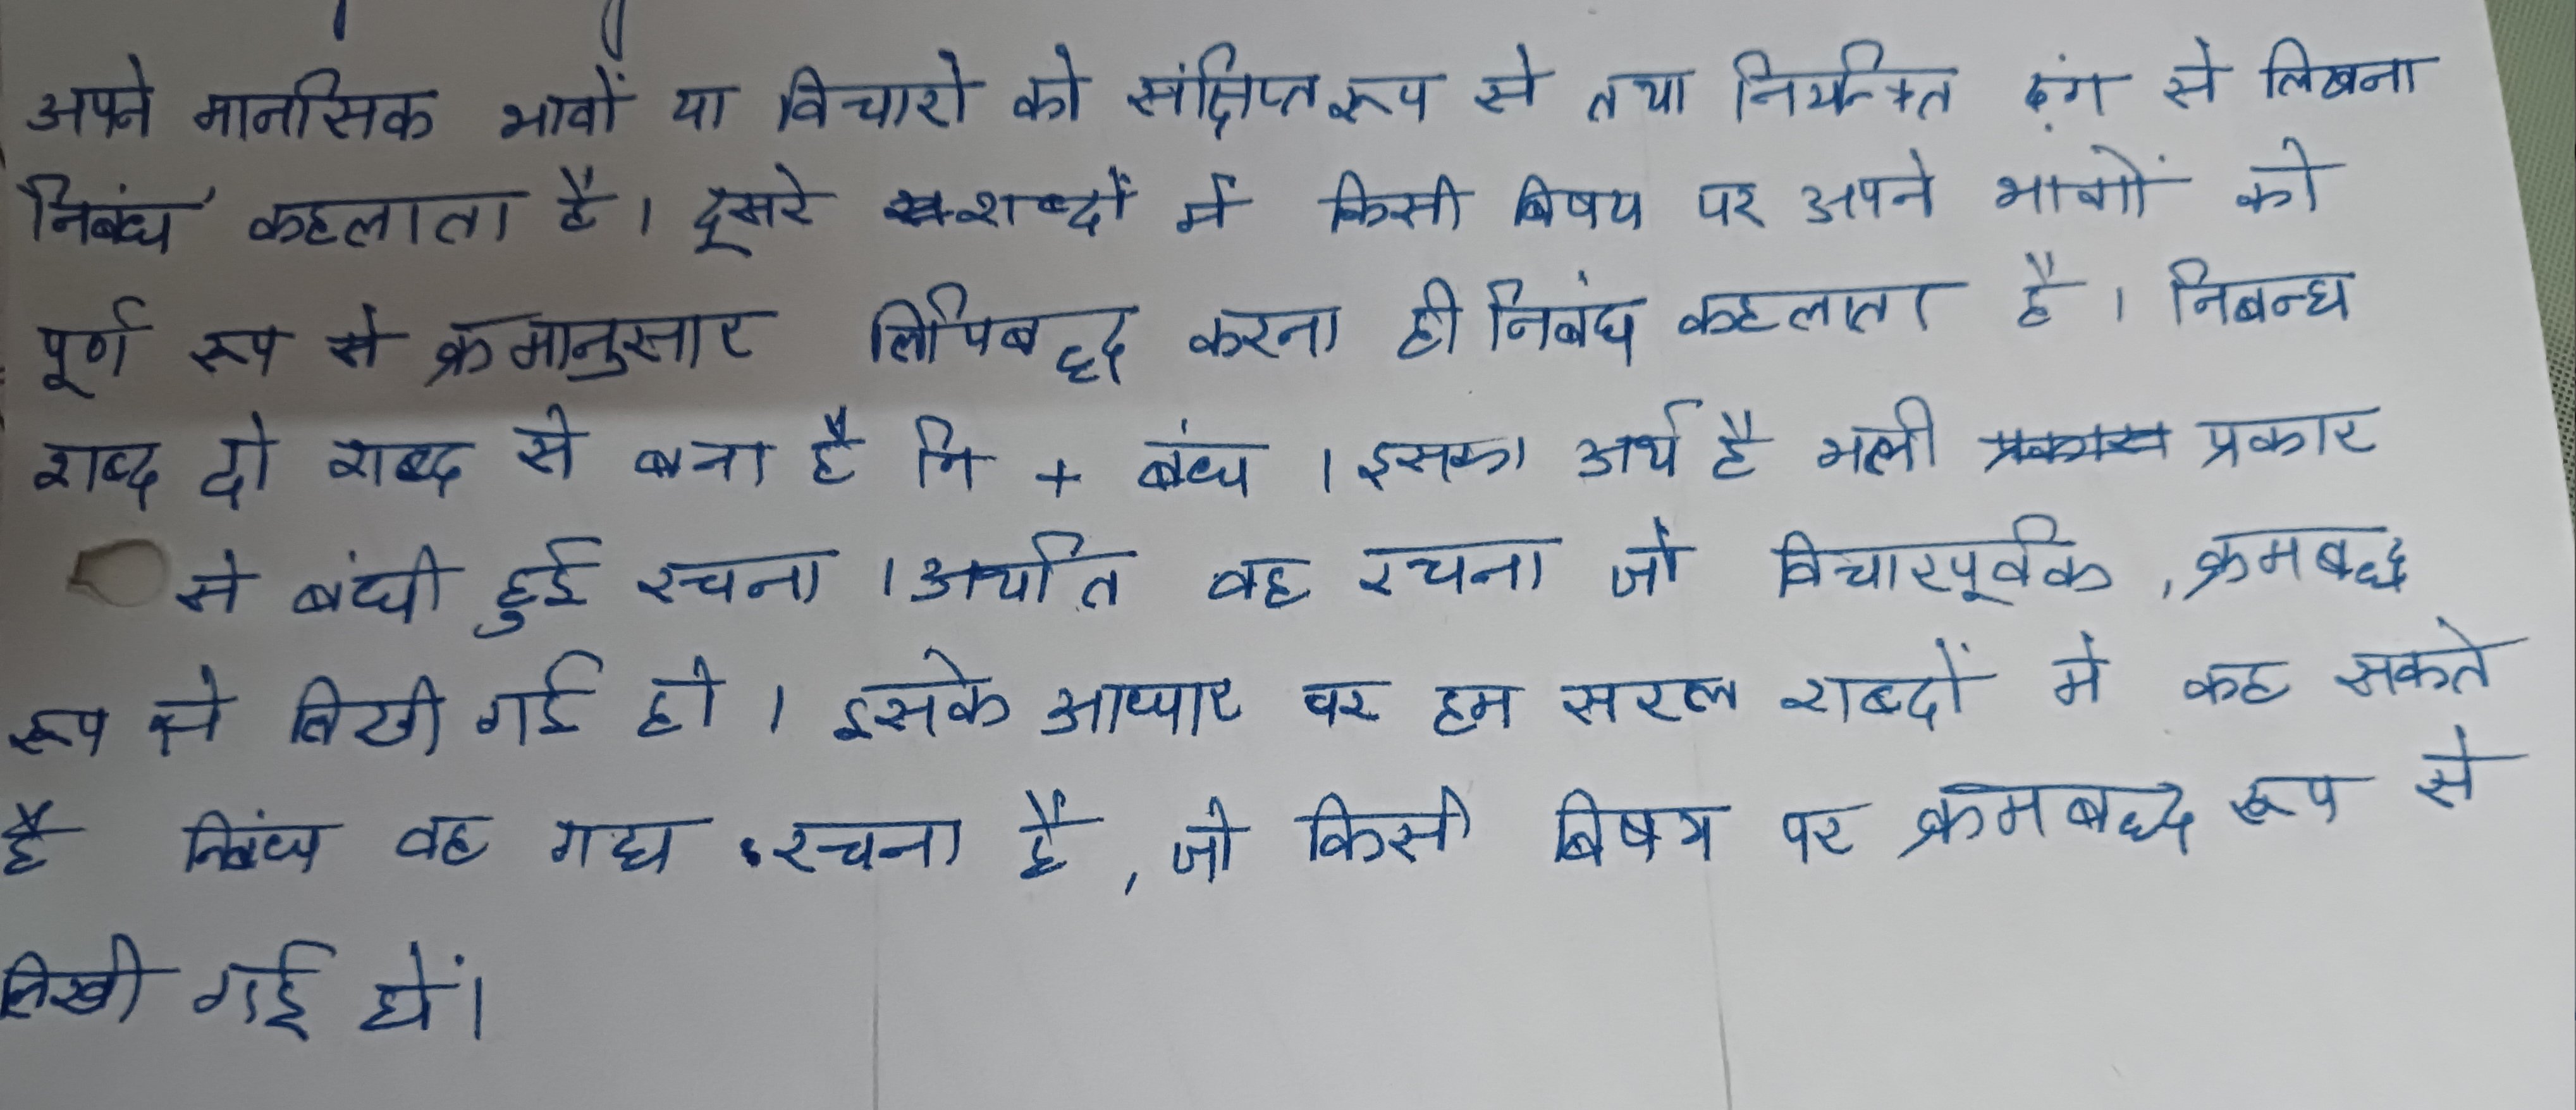 अपने मानसिक भावों या विचारो को संक्षिप्त रूप से तथा नियन्त्रित ढ़ंग से लिखना
निबंध कहलाता है। दूसरे शब्दों में किसी बिषय पर अपने भावों को
पूर्ण रूप से क्रमानुसार लिपिबद्ध करना ही निबंध कहलाता है। निबन्ध
शब्द दो शब्द से बना है नि + बंध । इसका अर्थ है भली प्रकार
से बंधी हुई रचना । अर्थात वह रचना जो विचारपूर्वक , क्रमबद्ध
रूप से लिखी गई हो । इसके आधार पर हम सरल शब्दों मे कह सकते
है निबंध वह गद्य रचना है , जो किसी बिषय पर क्रमबद्ध रूप से
लिखी गई